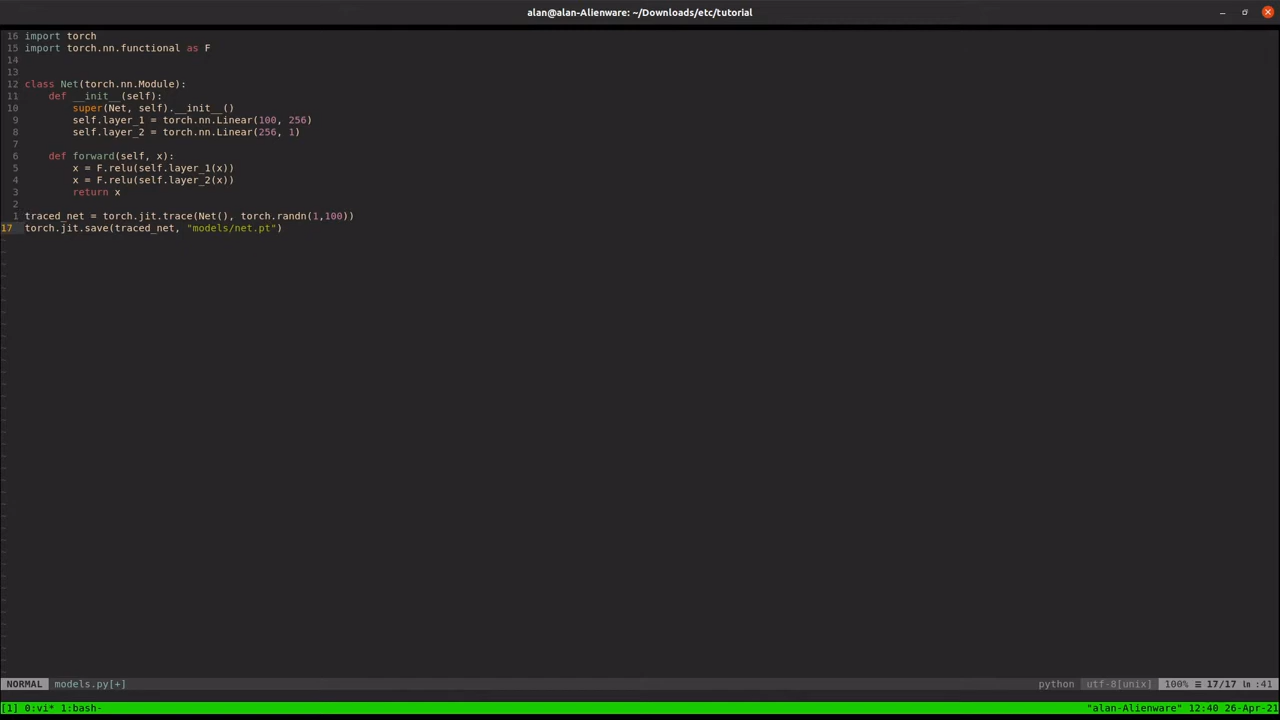 alan@alan-Alienware: ~/Downloads/etc/tutorial
16 import torch
15 import torch.nn.functional as F
14
13
12 class Net(torch.nn.Module):
11     def __init__(self):
10         super(Net, self).__init__()
9         self.layer_1 = torch.nn.Linear(100, 256)
8         self.layer_2 = torch.nn.Linear(256, 1)
7
6     def forward(self, x):
5         x = F.relu(self.layer_1(x))
4         x = F.relu(self.layer_2(x))
3         return x
2
1 traced_net = torch.jit.trace(Net(), torch.randn(1,100))
17 torch.jit.save(traced_net, "models/net.pt")
NORMAL models.py[+] python utf-8[unix] 100% ≡ 17/17 ln :41
[1] 0:vi* 1:bash- "alan-Alienware" 12:40 26-Apr-21